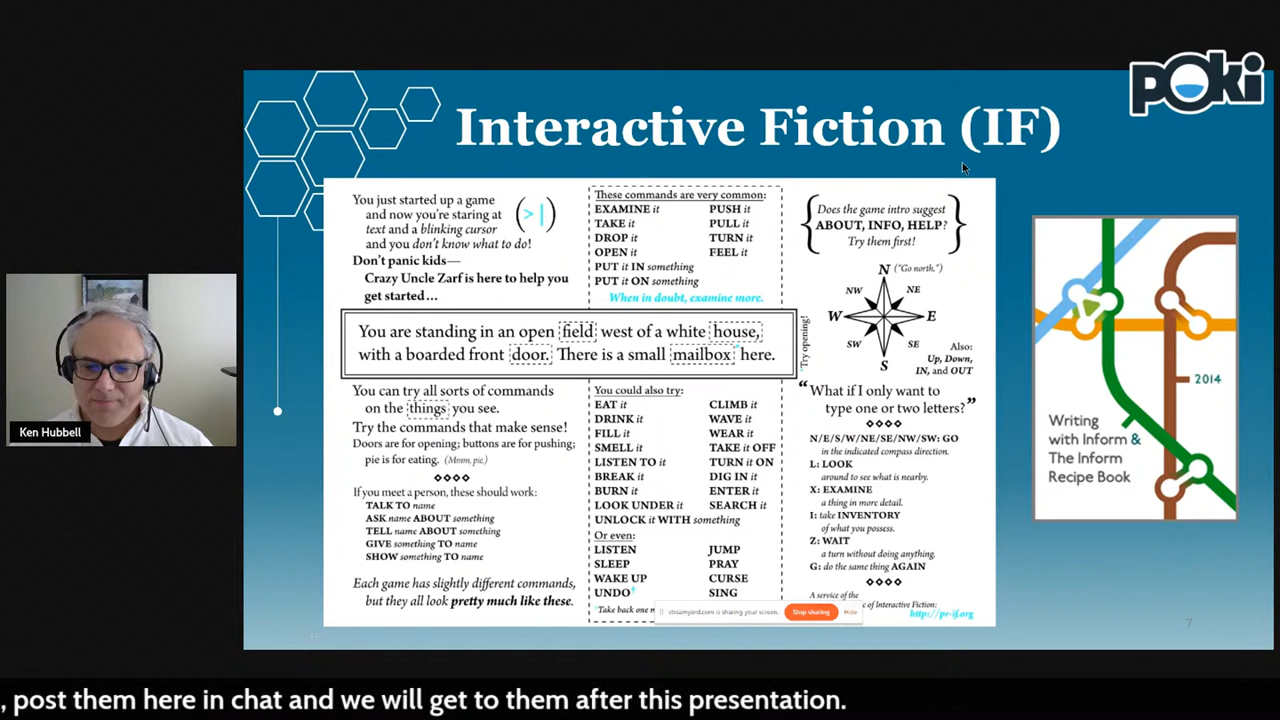 POKi
Interactive Fiction (IF)
You just started up a game
and now you're staring at
text and a blinking cursor
and you don't know what to do!
(>|)
Don't panic kids—
Crazy Uncle Zarf is here to help you
get started…
These commands are very common:
EXAMINE it PUSH it
TAKE it PULL it
DROP it TURN it
OPEN it FEEL it
PUT it IN something
PUT it ON something
When in doubt, examine more.
Does the game intro suggest
ABOUT, INFO, HELP?
Try them first!
N ("Go north.")
NW NE
W E
SW SE
S
Also:
Up, Down,
IN, and OUT
You are standing in an open field west of a white house,
with a boarded front door. There is a small mailbox* here.
*Try opening!
You can try all sorts of commands
on the things you see.
Try the commands that make sense!
Doors are for opening; buttons are for pushing;
pie is for eating. (Mmm, pie.)
If you meet a person, these should work:
TALK TO name
ASK name ABOUT something
TELL name ABOUT something
GIVE something TO name
SHOW something TO name
Each game has slightly different commands,
but they all look pretty much like these.
You could also try:
EAT it CLIMB it
DRINK it WAVE it
FILL it WEAR it
SMELL it TAKE it OFF
LISTEN TO it TURN it ON
BREAK it DIG IN it
BURN it ENTER it
LOOK UNDER it SEARCH it
UNLOCK it WITH something
Or even:
LISTEN JUMP
SLEEP PRAY
WAKE UP CURSE
UNDO† SING
†Take back one
"What if I only want to
type one or two letters?"
N/E/S/W/NE/SE/NW/SW: GO
in the indicated compass direction.
L: LOOK
around to see what is nearby.
X: EXAMINE
a thing in more detail.
I: take INVENTORY
of what you possess.
Z: WAIT
a turn without doing anything.
G: do the same thing AGAIN
A service of the
of Interactive Fiction:
http://pr-if.org
streamyard.com is sharing your screen. Stop sharing Hide
2014
Writing
with Inform &
The Inform
Recipe Book
7
Ken Hubbell
, post them here in chat and we will get to them after this presentation.